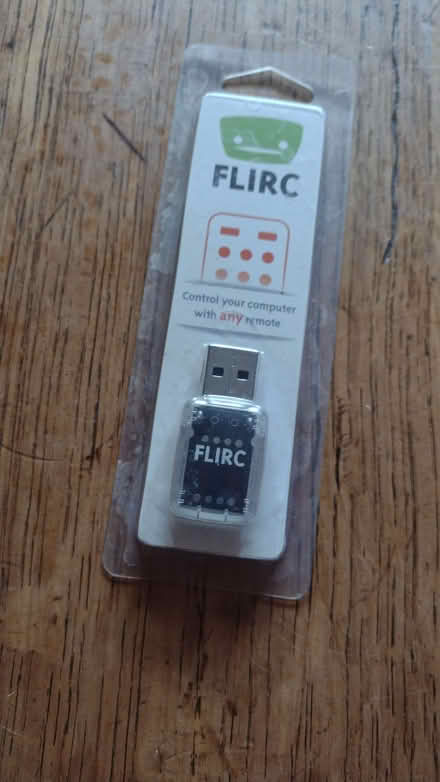 FLIRC
Control your computer
with any remote
FLIRC